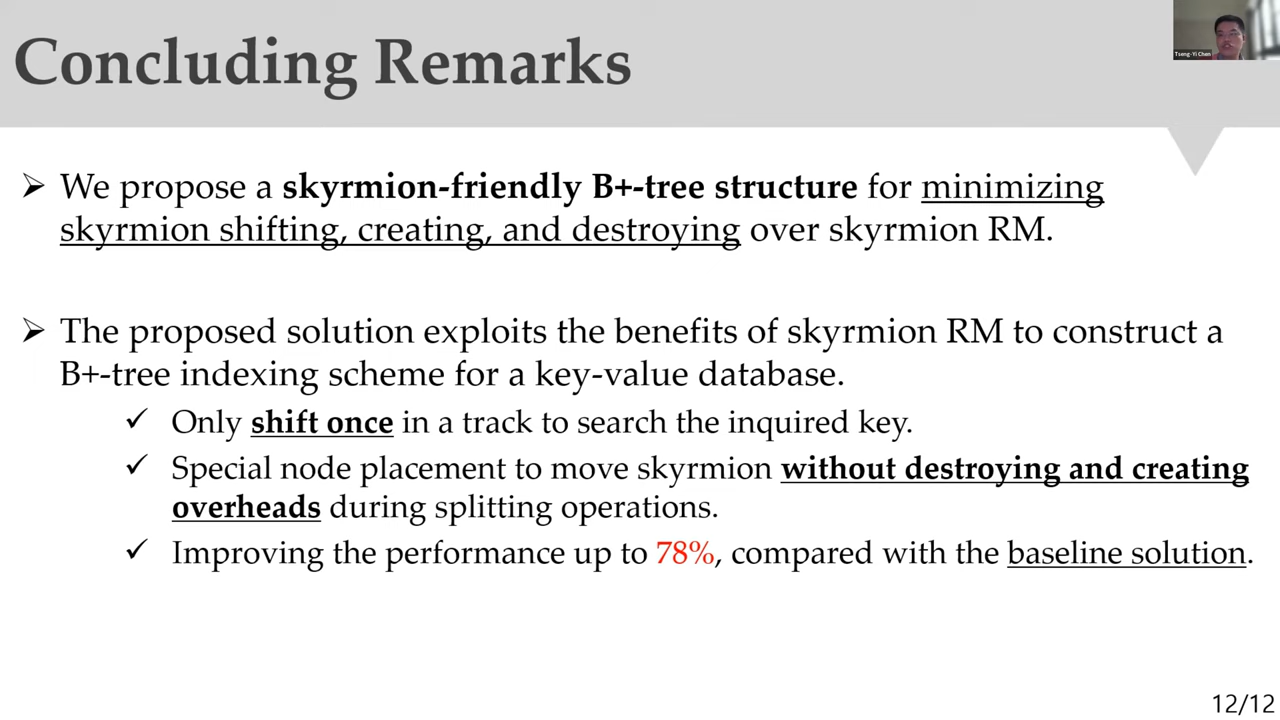 Concluding Remarks
Tseng-Yi Chen
We propose a skyrmion-friendly B+-tree structure for minimizing
skyrmion shifting, creating, and destroying over skyrmion RM.
The proposed solution exploits the benefits of skyrmion RM to construct a
B+-tree indexing scheme for a key-value database.
Only shift once in a track to search the inquired key.
Special node placement to move skyrmion without destroying and creating
overheads during splitting operations.
Improving the performance up to 78%, compared with the baseline solution.
12/12